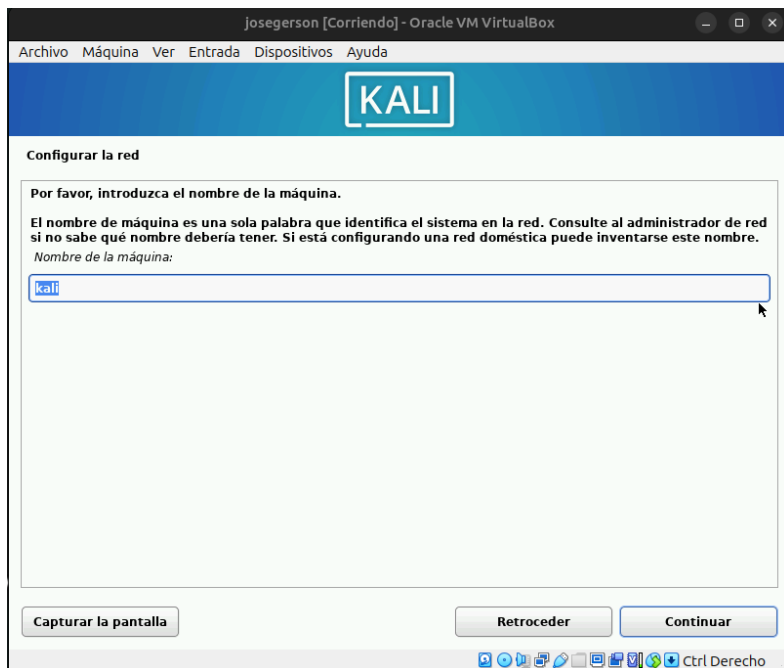 josegerson [Corriendo] - Oracle VM VirtualBox
Archivo Máquina Ver Entrada Dispositivos Ayuda
KALI
Configurar la red
Por favor, introduzca el nombre de la máquina.
El nombre de máquina es una sola palabra que identifica el sistema en la red. Consulte al administrador de red
si no sabe qué nombre debería tener. Si está configurando una red doméstica puede inventarse este nombre.
Nombre de la máquina:
kali
Capturar la pantalla
Retroceder
Continuar
Ctrl Derecho